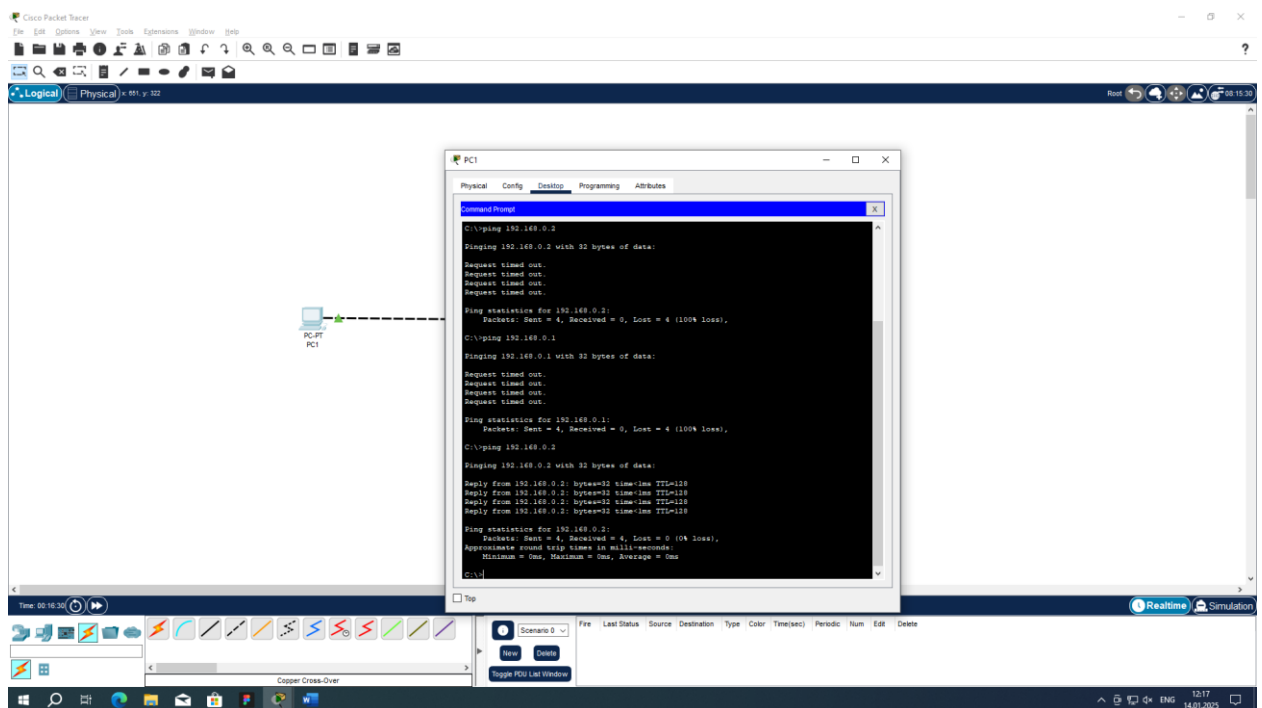 Cisco Packet Tracer
File Edit Options View Tools Extensions Window Help
?
Logical Physical x: 651, y: 322
Root 08:15:30
PC1
Physical Config Desktop Programming Attributes
Command Prompt X
C:\>ping 192.168.0.2
Pinging 192.168.0.2 with 32 bytes of data:
Request timed out.
Request timed out.
Request timed out.
Request timed out.
Ping statistics for 192.168.0.2:
Packets: Sent = 4, Received = 0, Lost = 4 (100% loss),
C:\>ping 192.168.0.1
Pinging 192.168.0.1 with 32 bytes of data:
Request timed out.
Request timed out.
Request timed out.
Request timed out.
Ping statistics for 192.168.0.1:
Packets: Sent = 4, Received = 0, Lost = 4 (100% loss),
C:\>ping 192.168.0.2
Pinging 192.168.0.2 with 32 bytes of data:
Reply from 192.168.0.2: bytes=32 time<1ms TTL=128
Reply from 192.168.0.2: bytes=32 time<1ms TTL=128
Reply from 192.168.0.2: bytes=32 time<1ms TTL=128
Reply from 192.168.0.2: bytes=32 time<1ms TTL=128
Ping statistics for 192.168.0.2:
Packets: Sent = 4, Received = 4, Lost = 0 (0% loss),
Approximate round trip times in milli-seconds:
Minimum = 0ms, Maximum = 0ms, Average = 0ms
C:\>
Top
PC-PT
PC1
Time: 00:16:30
Realtime Simulation
Scenario 0
Fire Last Status Source Destination Type Color Time(sec) Periodic Num Edit Delete
New Delete
Toggle PDU List Window
Copper Cross-Over
ENG
12:17
14.01.2025